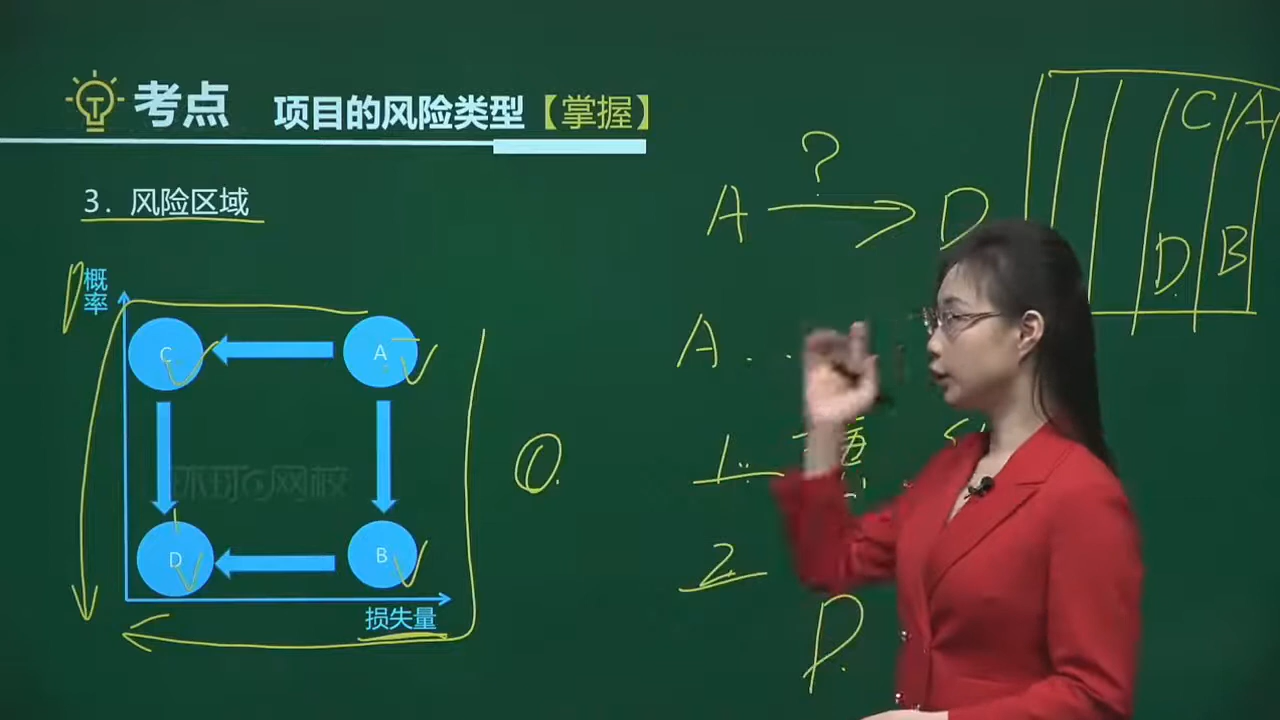 考点 项目的风险类型【掌握】
3. 风险区域
P 概率
C A
D B
损失量
环球网校
①
?
A → D
C A
D B
A
1.
2
P